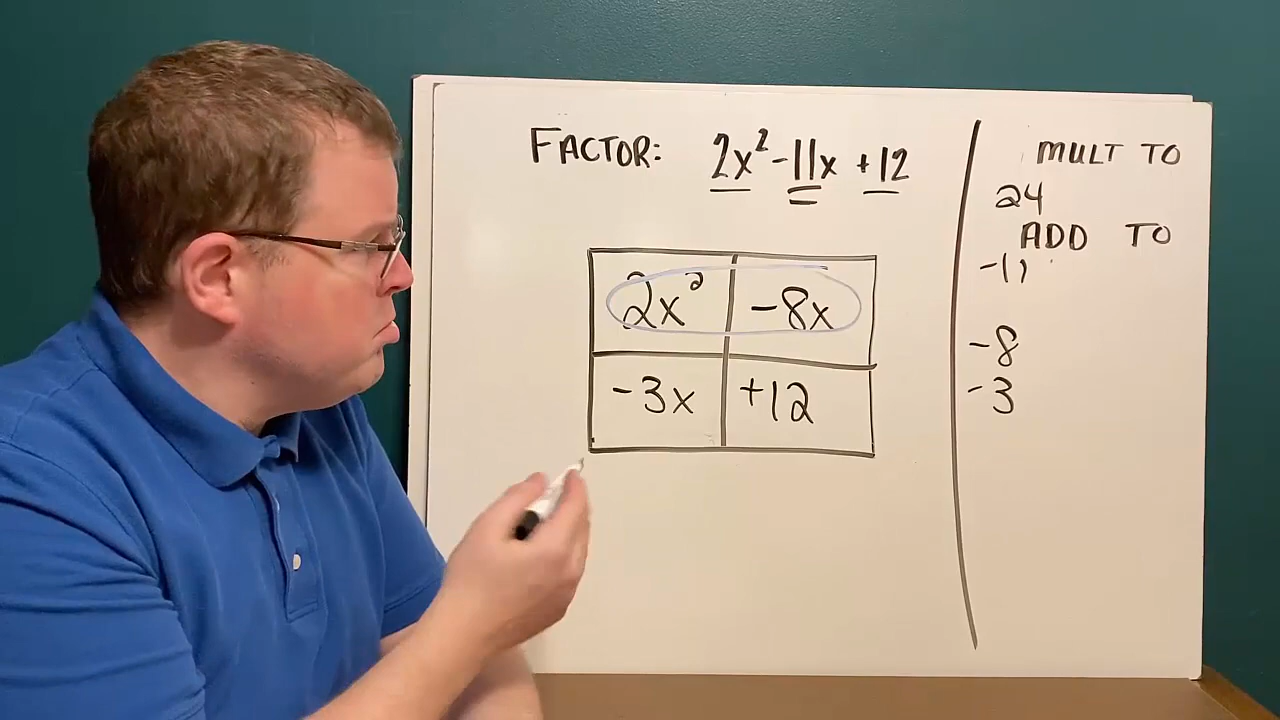 FACTOR: 2x² -11x +12
2x² -8x
-3x +12
MULT TO
24
ADD TO
-11
-8
-3